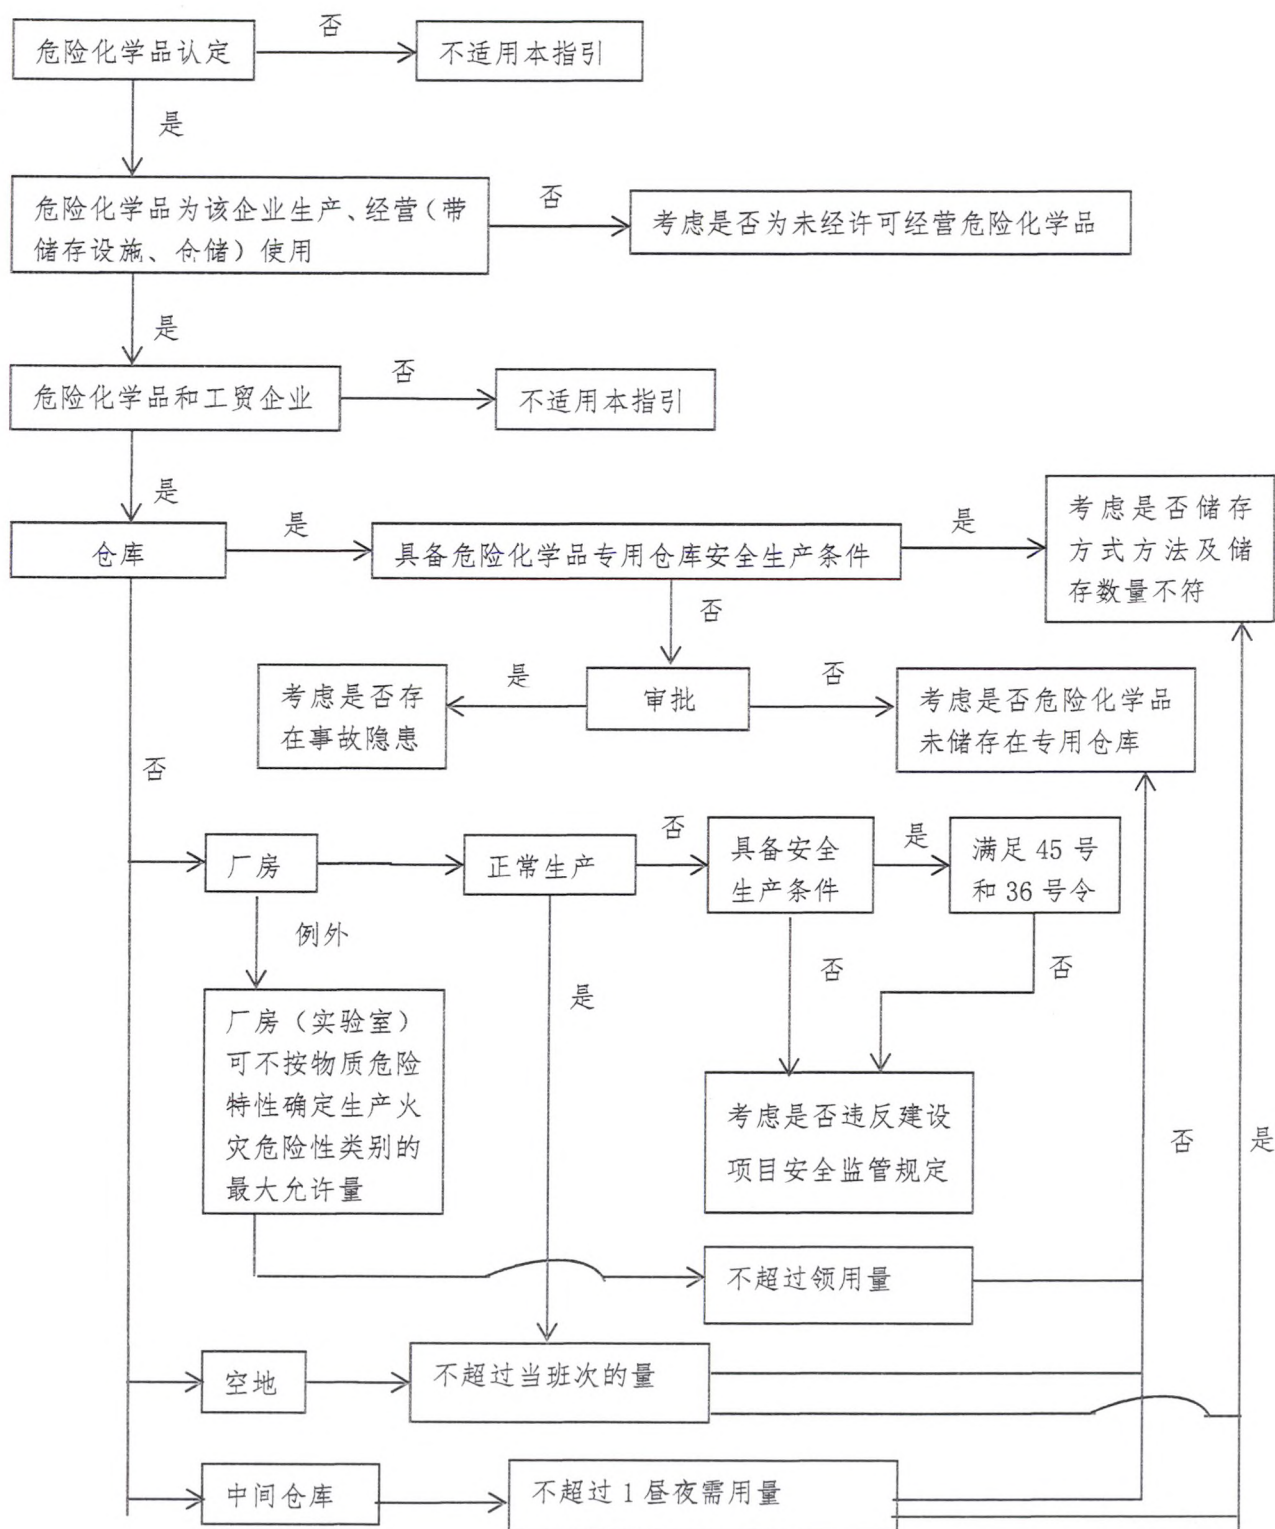 否
危险化学品认定
不适用本指引
是
危险化学品为该企业生产、经营（带
储存设施、仓储）使用
否
考虑是否为未经许可经营危险化学品
是
危险化学品和工贸企业
否
不适用本指引
是
仓库
是
具备危险化学品专用仓库安全生产条件
是
考虑是否储存
方式方法及储
存数量不符
否
考虑是否存
在事故隐患
是
审批
否
考虑是否危险化学品
未储存在专用仓库
否
厂房
正常生产
否
具备安全
生产条件
是
满足 45 号
和 36 号令
例外
是
否
否
厂房（实验室）
可不按物质危险
特性确定生产火
灾危险性类别的
最大允许量
考虑是否违反建设
项目安全监管规定
否
是
不超过领用量
空地
不超过当班次的量
中间仓库
不超过 1 昼夜需用量